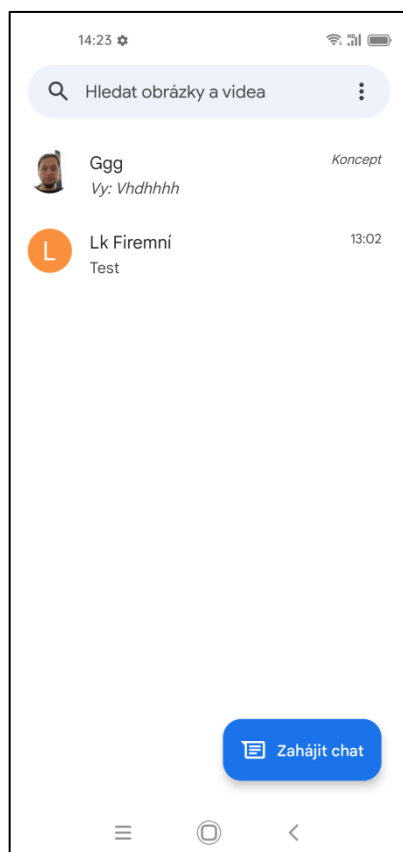 14:23
Hledat obrázky a videa
Ggg
Koncept
Vy: Vhdhhhh
L
Lk Firemní
13:02
Test
Zahájit chat